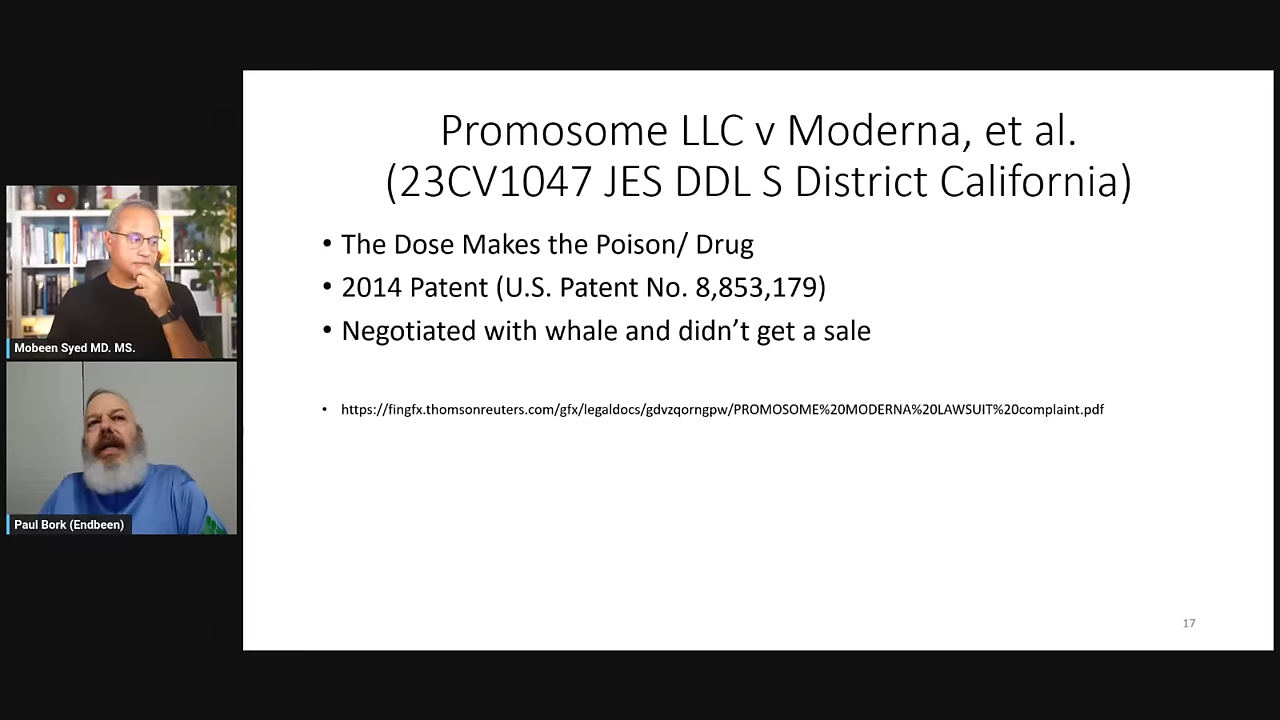 Promosome LLC v Moderna, et al.
(23CV1047 JES DDL S District California)
• The Dose Makes the Poison/ Drug
• 2014 Patent (U.S. Patent No. 8,853,179)
• Negotiated with whale and didn’t get a sale
• https://fingfx.thomsonreuters.com/gfx/legaldocs/gdvzqorngpw/PROMOSOME%20MODERNA%20LAWSUIT%20complaint.pdf
17
Mobeen Syed MD. MS.
Paul Bork (Endbeen)